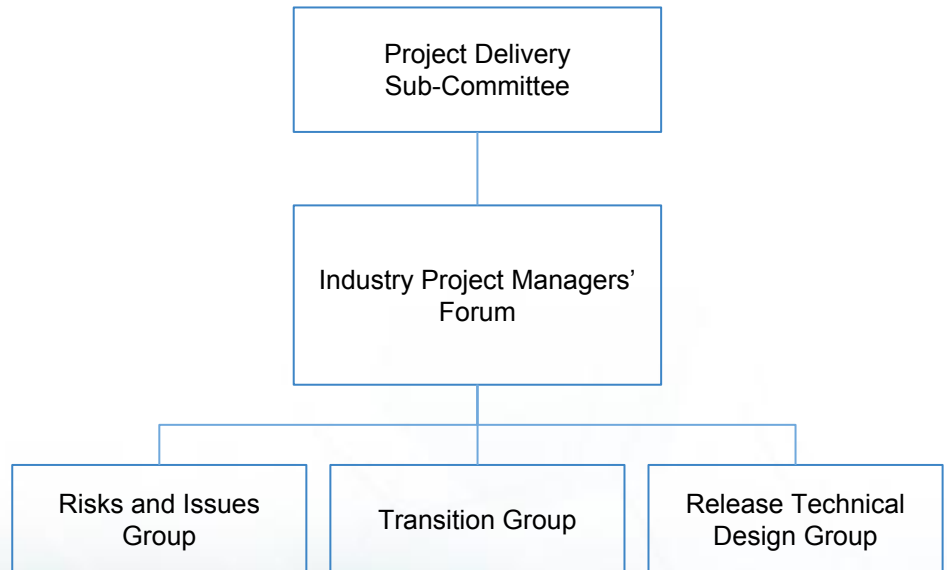 Project Delivery
Sub-Committee
Industry Project Managers’
Forum
Risks and Issues
Group
Transition Group
Release Technical
Design Group